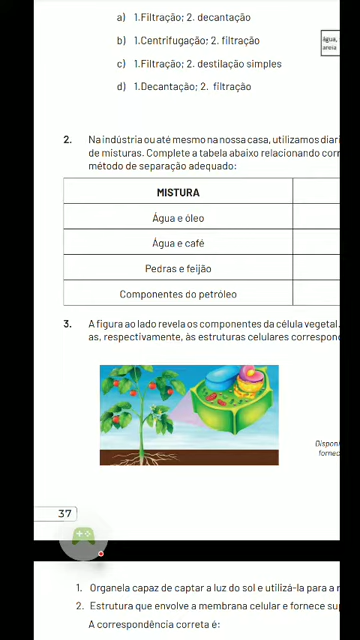 a) 1.Filtração; 2. decantação
b) 1.Centrifugação; 2. filtração
c) 1.Filtração; 2. destilação simples
d) 1.Decantação; 2. filtração
água,
areia
2. Na indústria ou até mesmo na nossa casa, utilizamos diari
de misturas. Complete a tabela abaixo relacionando corr
método de separação adequado:
MISTURA
Água e óleo
Água e café
Pedras e feijão
Componentes do petróleo
3. A figura ao lado revela os componentes da célula vegetal.
as, respectivamente, às estruturas celulares correspond
Disponí
fornec
37
1. Organela capaz de captar a luz do sol e utilizá-la para a
2. Estrutura que envolve a membrana celular e fornece su
A correspondência correta é: